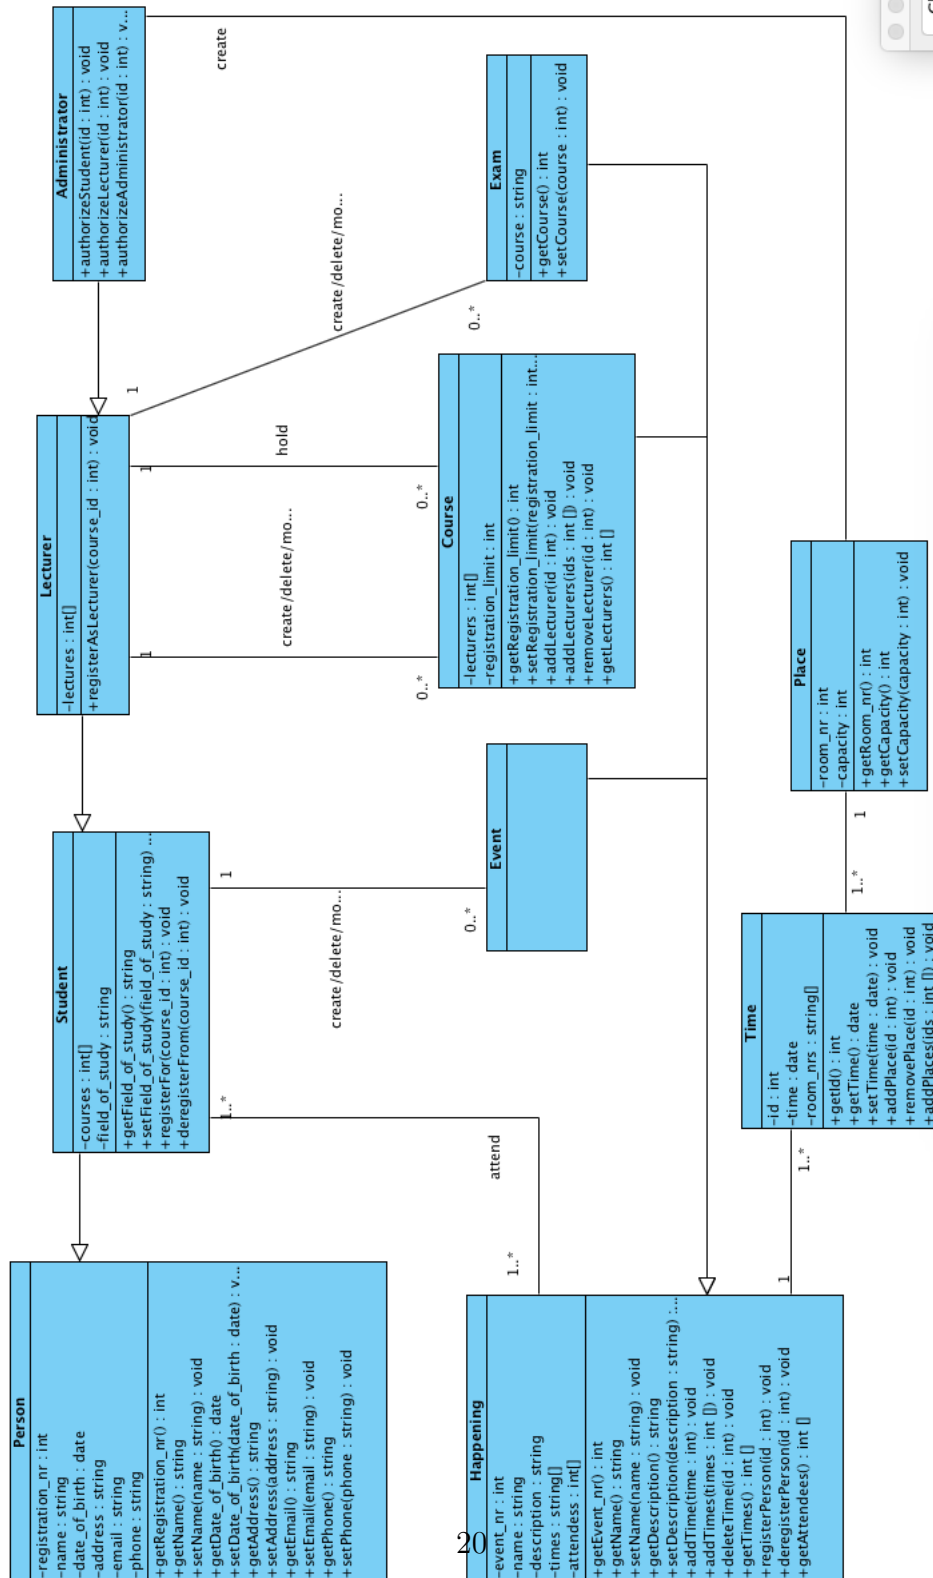 Person
-registration_nr : int
-name : string
-date_of_birth : date
-address : string
-email : string
-phone : string
+getRegistration_nr() : int
+getName() : string
+setName(name : string) : void
+getDate_of_birth() : date
+setDate_of_birth(date_of_birth : date) : v...
+getAddress() : string
+setAddress(address : string) : void
+getEmail() : string
+setEmail(email : string) : void
+getPhone() : string
+setPhone(phone : string) : void
Student
-courses : int[]
-field_of_study : string
+getField_of_study() : string
+setField_of_study(field_of_study : string) ...
+registerFor(course_id : int) : void
+deregisterFrom(course_id : int) : void
Lecturer
-lectures : int[]
+registerAsLecturer(course_id : int) : void
Administrator
+authorizeStudent(id : int) : void
+authorizeLecturer(id : int) : void
+authorizeAdministrator(id : int) : v...
1..*
attend
1..*
1
create/delete/mo...
0..*
1
create/delete/mo...
0..*
1
hold
0..*
1
create/delete/mo...
0..*
create
Happening
-event_nr : int
-name : string
-description : string
-times : string[]
-attendess : int[]
+getEvent_nr() : int
+getName() : string
+setName(name : string) : void
+getDescription() : string
+setDescription(description : string) :...
+addTime(time : int) : void
+addTimes(times : int []) : void
+deleteTime(id : int) : void
+getTimes() : int []
+registerPerson(id : int) : void
+deregisterPerson(id : int) : void
+getAttendees() : int []
Event
Course
-lecturers : int[]
-registration_limit : int
+getRegistration_limit() : int
+setRegistration_limit(registration_limit : int...
+addLecturer(id : int) : void
+addLecturers(ids : int []) : void
+removeLecturer(id : int) : void
+getLecturers() : int []
Exam
-course : string
+getCourse() : int
+setCourse(course : int) : void
1
1..*
Time
-id : int
-time : date
-room_nrs : string[]
+getId() : int
+getTime() : date
+setTime(time : date) : void
+addPlace(id : int) : void
+removePlace(id : int) : void
+addPlaces(ids : int []) : void
1..*
1
Place
-room_nr : int
-capacity : int
+getRoom_nr() : int
+getCapacity() : int
+setCapacity(capacity : int) : void
20